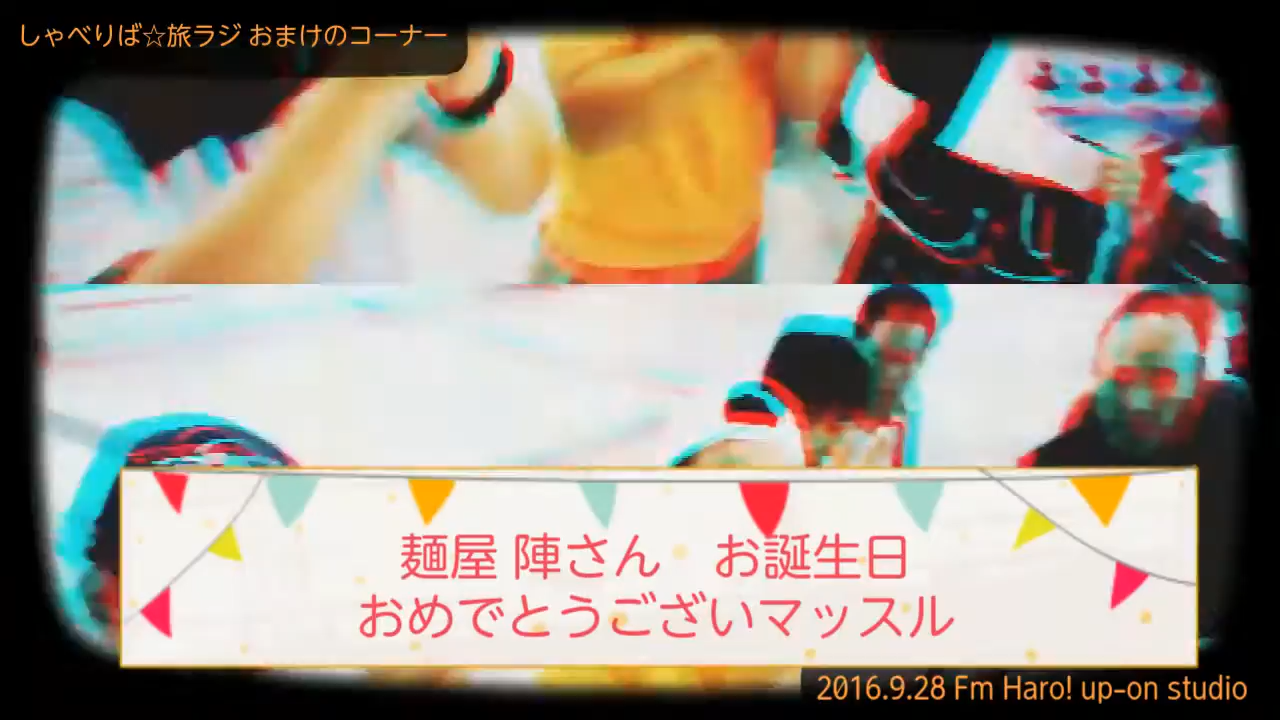 しゃべりば☆旅ラジ おまけのコーナー
麺屋 陣さん　お誕生日
おめでとうございマッスル
2016.9.28 Fm Haro! up-on studio